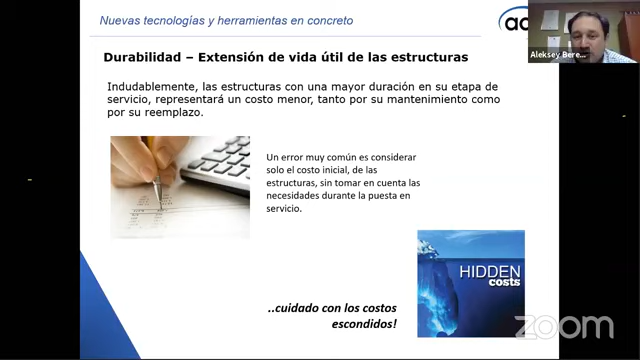 Nuevas tecnologías y herramientas en concreto
Aleksey Bere...
Durabilidad – Extensión de vida útil de las estructuras
Indudablemente, las estructuras con una mayor duración en su etapa de
servicio, representará un costo menor, tanto por su mantenimiento como
por su reemplazo.
Un error muy común es considerar
solo el costo inicial, de las
estructuras, sin tomar en cuenta las
necesidades durante la puesta en
servicio.
HIDDEN
costs
..cuidado con los costos
escondidos!
zoom